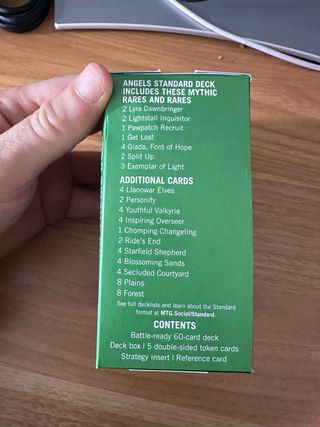 ANGELS STANDARD DECK
INCLUDES THESE MYTHIC
RARES AND RARES
2 Lyra Dawnbringer
2 Lightstall Inquisitor
1 Pawpatch Recruit
1 Get Lost
4 Giada, Font of Hope
2 Split Up
3 Exemplar of Light
ADDITIONAL CARDS
4 Llanowar Elves
2 Personify
4 Youthful Valkyrie
4 Inspiring Overseer
1 Chomping Changeling
2 Ride's End
4 Starfield Shepherd
4 Blossoming Sands
4 Secluded Courtyard
8 Plains
8 Forest
See full decklists and learn about the Standard
format at MTG.Social/Standard.
CONTENTS
Battle-ready 60-card deck
Deck box | 5 double-sided token cards
Strategy insert | Reference card